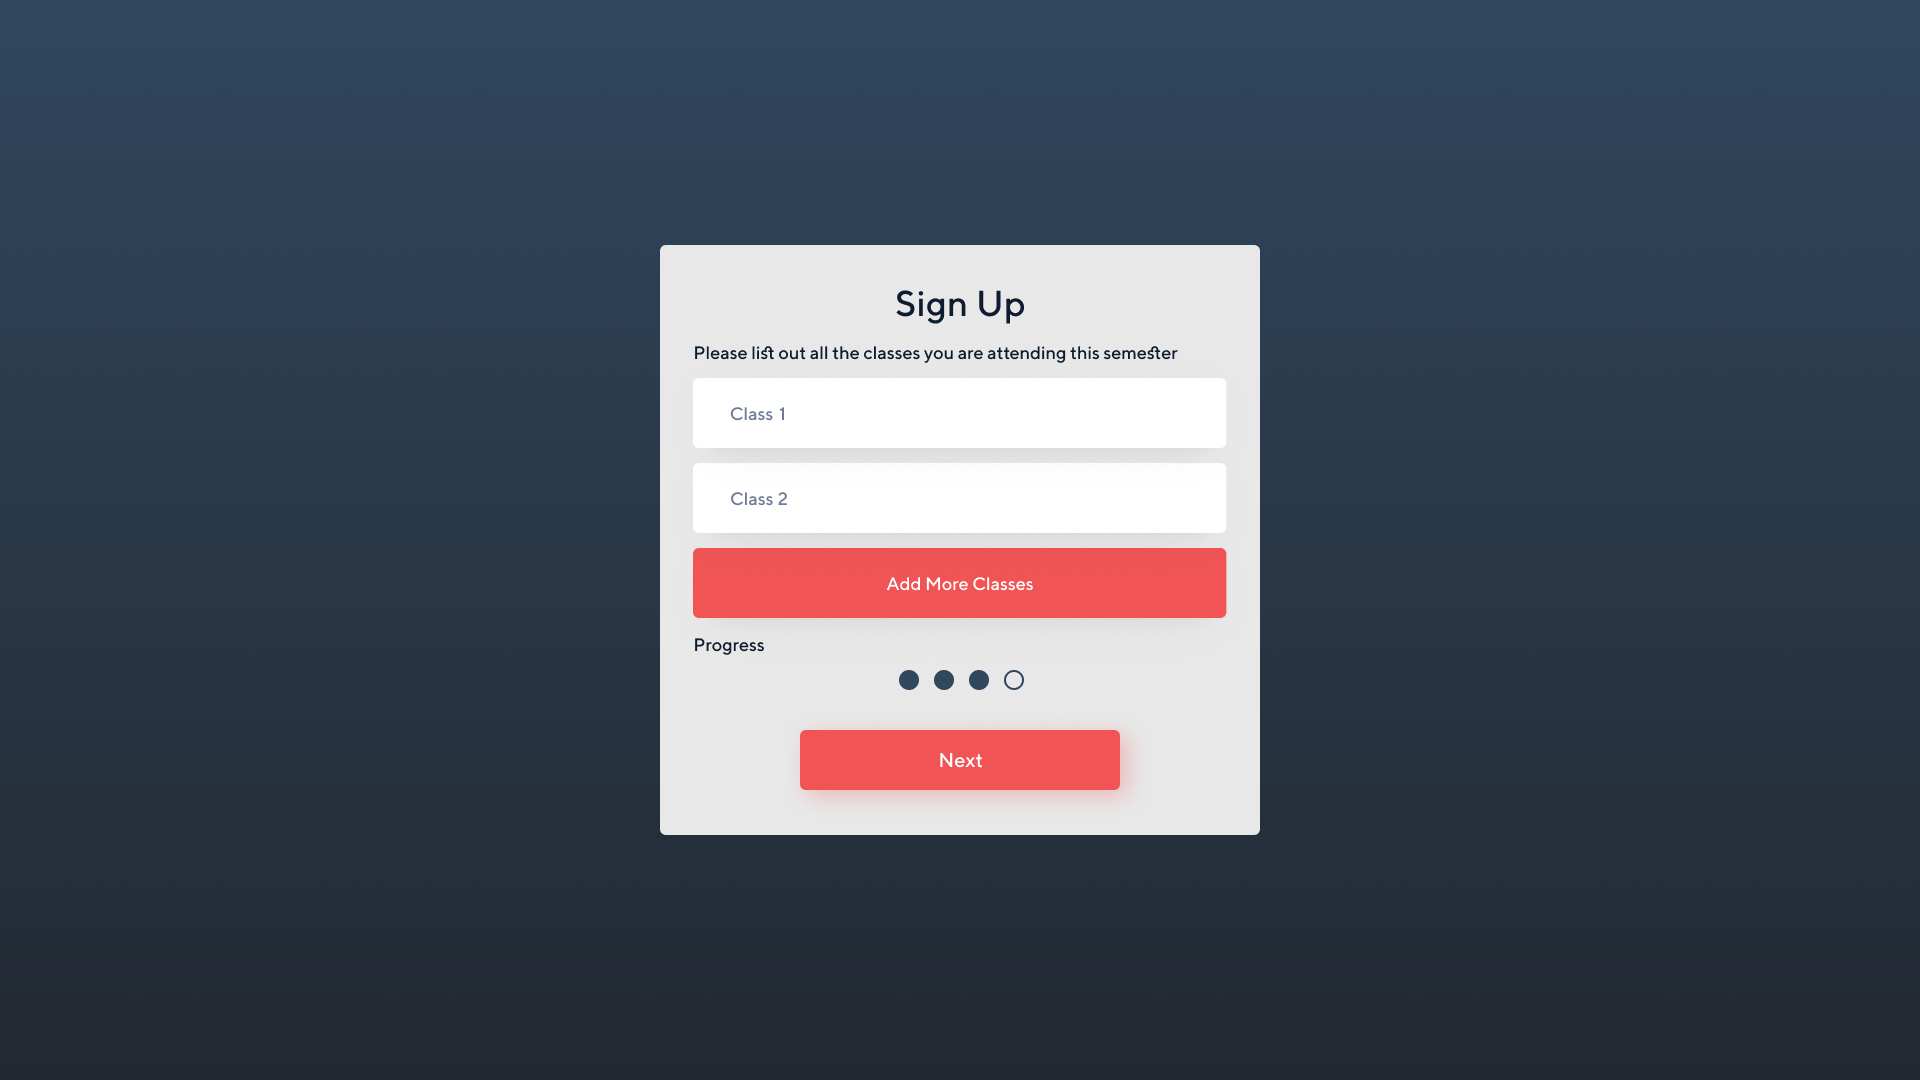 Sign Up
Please list out all the classes you are attending this semester
Class 1
Class 2
Add More Classes
Progress
Next